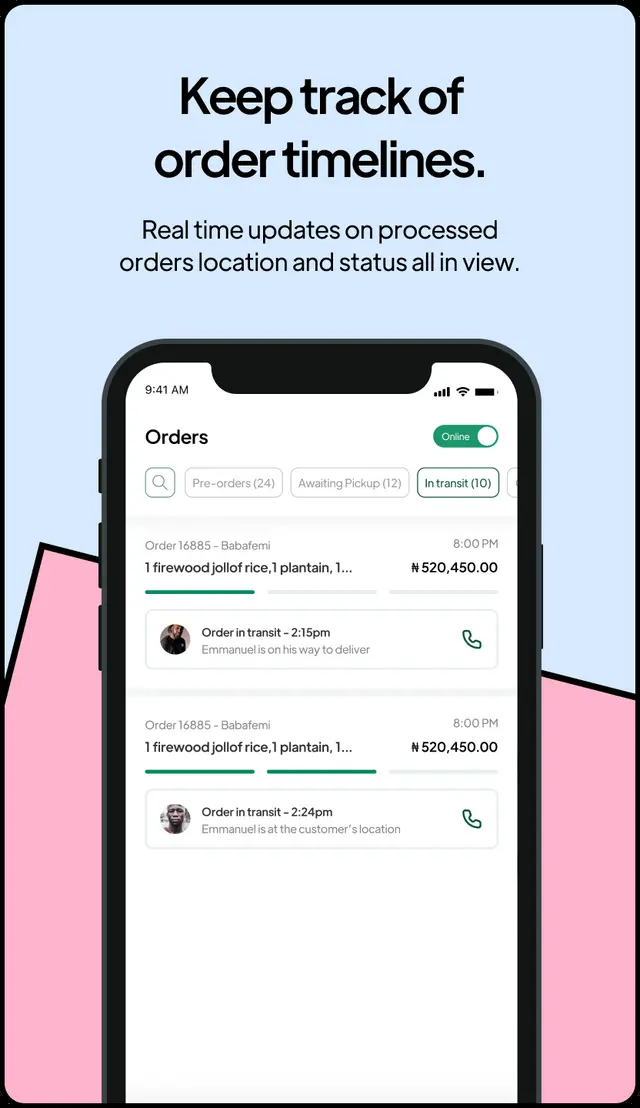 Keep track of
order timelines.
Real time updates on processed
orders location and status all in view.
9:41 AM
Orders
Online
Pre-orders (24)
Awaiting Pickup (12)
In transit (10)
Order 16885 - Babafemi
8:00 PM
1 firewood jollof rice,1 plantain, 1...
₦ 520,450.00
Order in transit - 2:15pm
Emmanuel is on his way to deliver
Order 16885 - Babafemi
8:00 PM
1 firewood jollof rice,1 plantain, 1...
₦ 520,450.00
Order in transit - 2:24pm
Emmanuel is at the customer's location